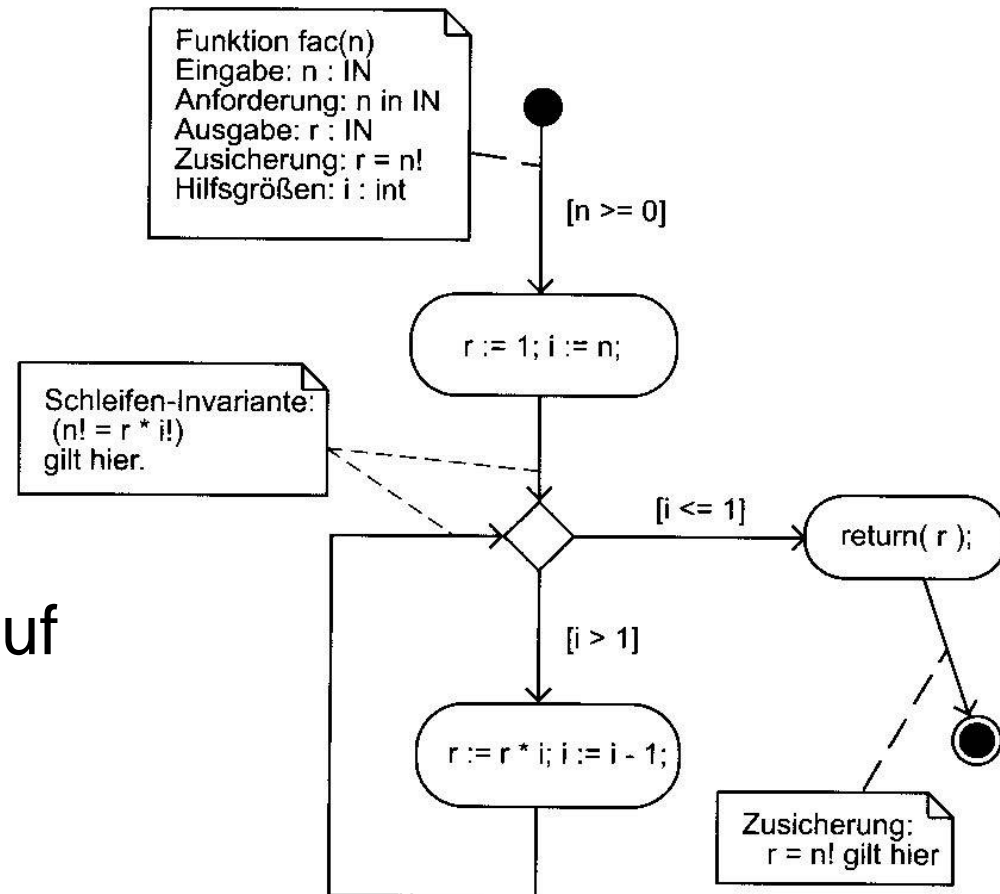 Funktion fac(n)
Eingabe: n : IN
Anforderung: n in IN
Ausgabe: r : IN
Zusicherung: r = n!
Hilfsgrößen: i : int
[n >= 0]
r := 1; i := n;
Schleifen-Invariante:
(n! = r * i!)
gilt hier.
[i <= 1]
return( r );
uf
[i > 1]
r := r * i; i := i - 1;
Zusicherung:
r = n! gilt hier